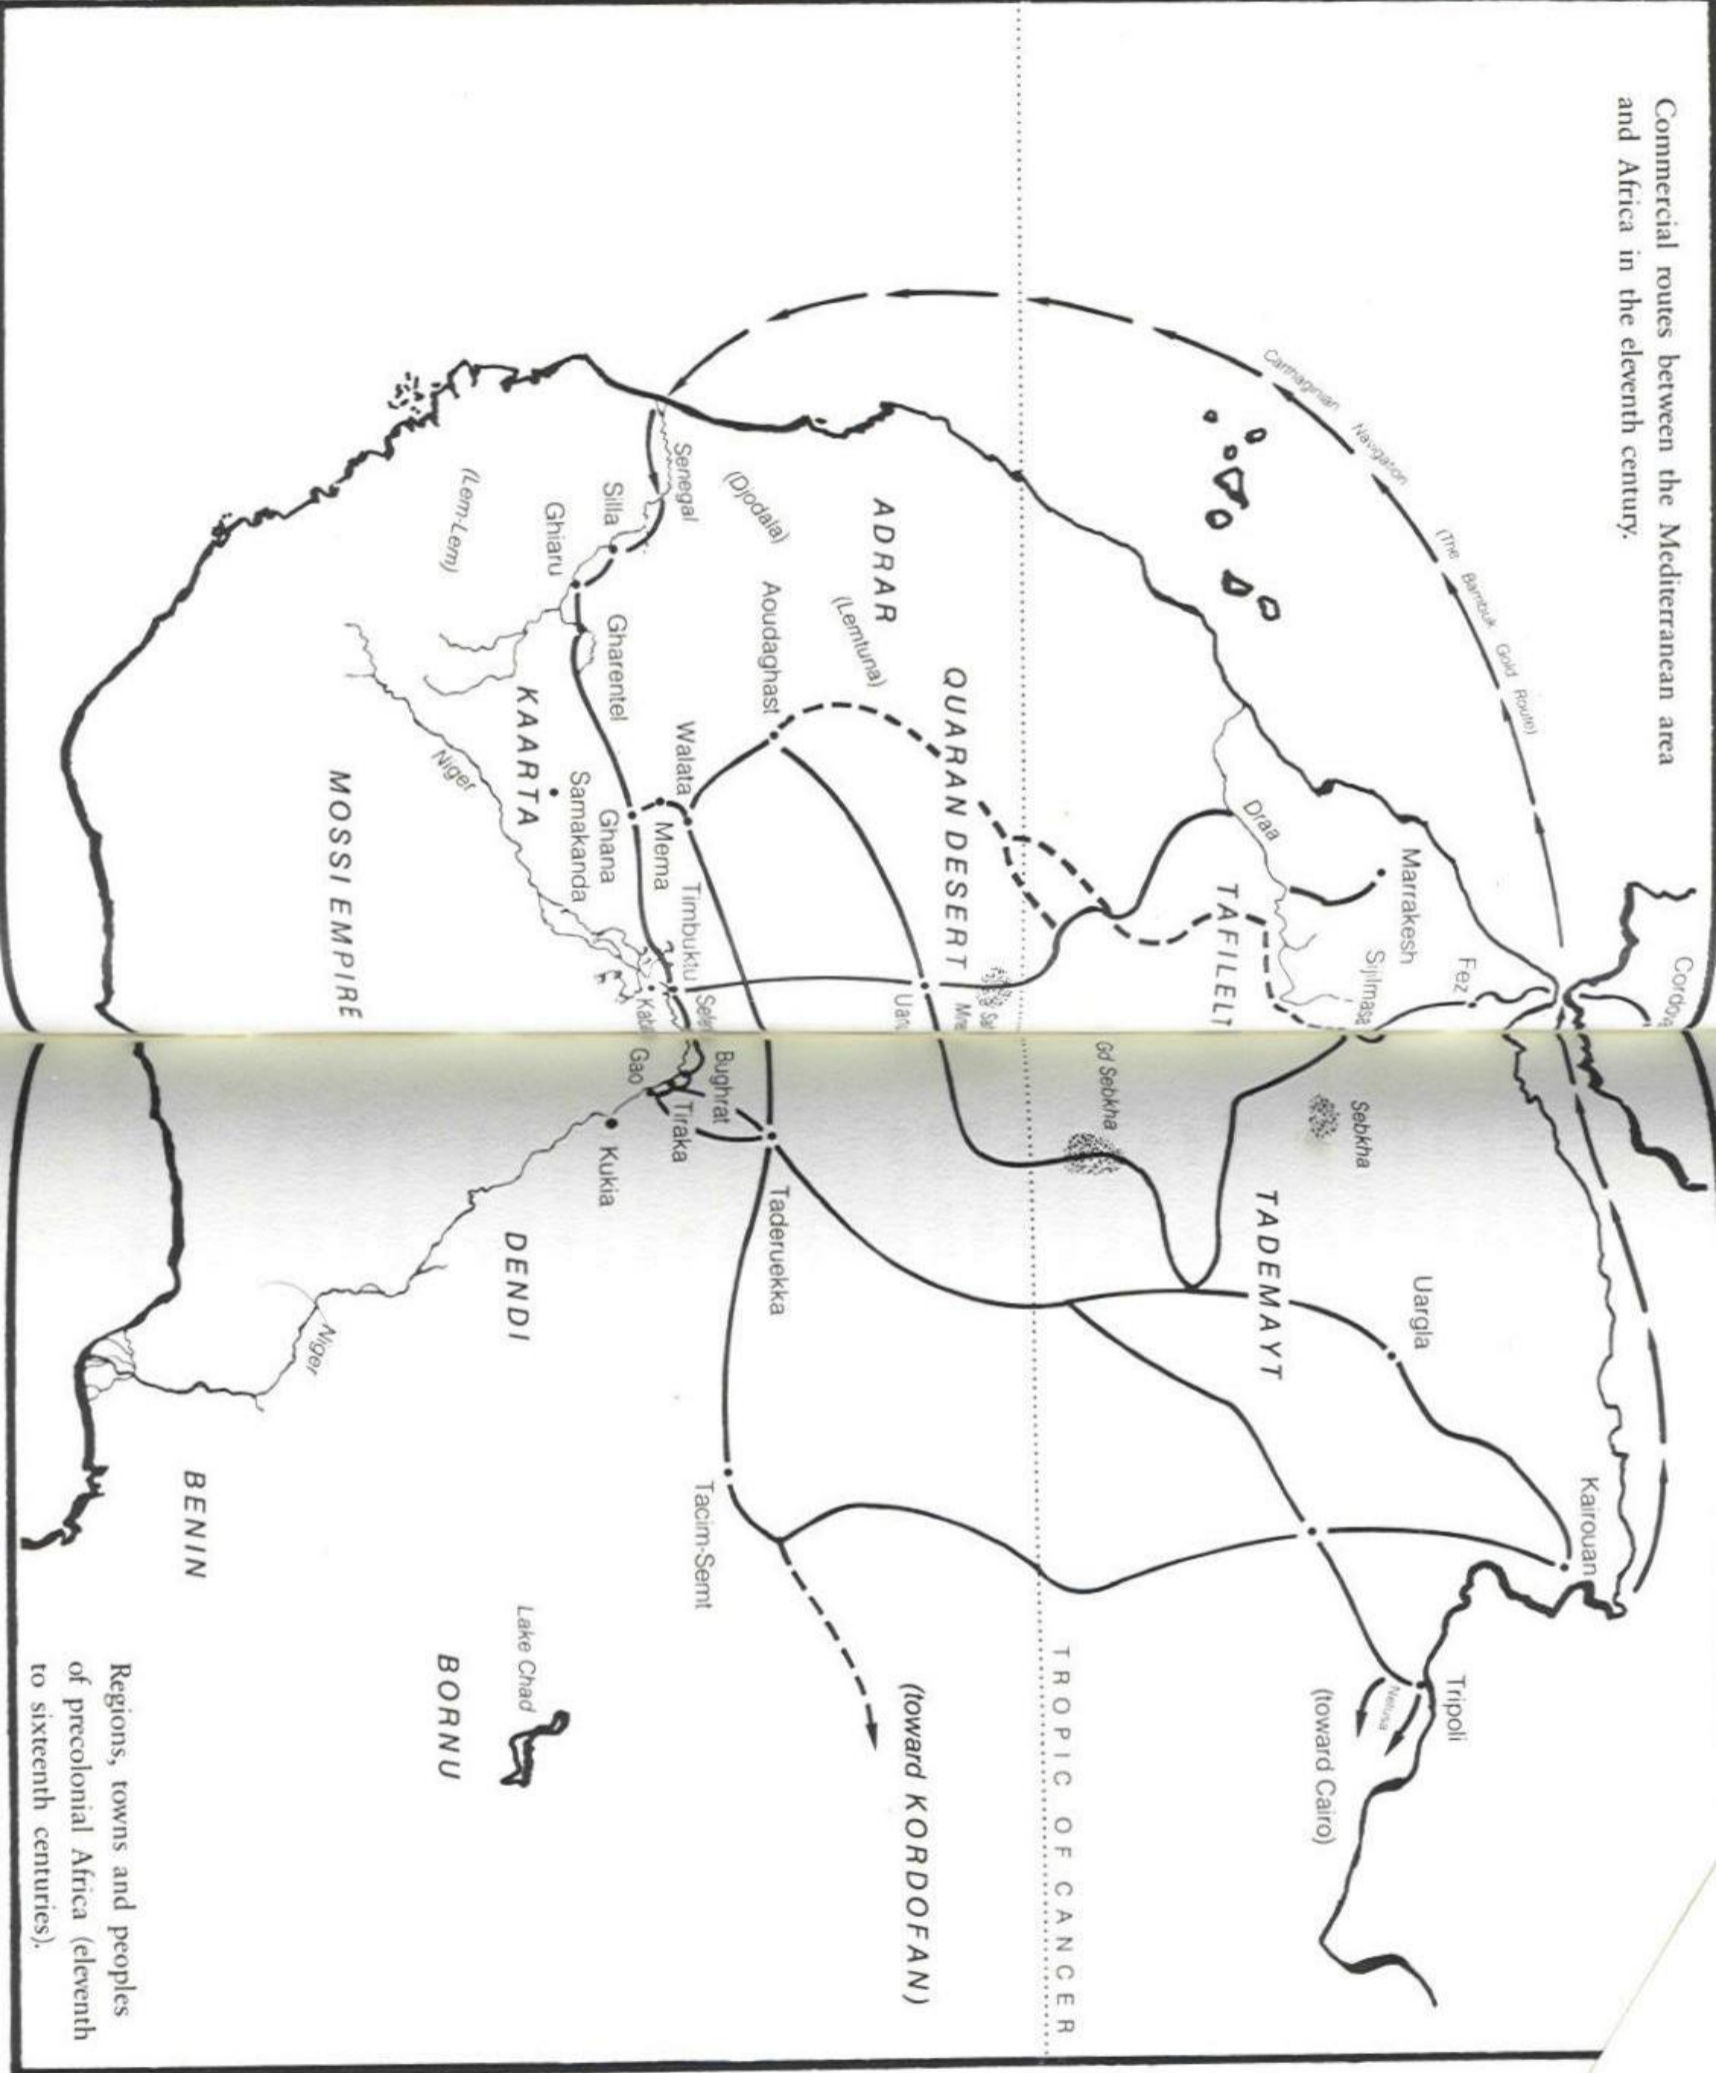 Commercial routes between the Mediterranean area
and Africa in the eleventh century.
Cordova
Carthaginian Navigation
(The Bambuk Gold Route)
Fez
Marrakesh
Sijilmasa
Draa
TAFILELT
Sebkha
Uargla
Kairouan
Tripoli
Nefusa
(toward Cairo)
TADEMAYT
Gd Sebkha
TROPIC OF CANCER
QUARAN DESERT
ADRAR
(Lemtuna)
(Djodala)
Aoudaghast
(toward KORDOFAN)
Senegal
Silla
Ghiaru
Gharentel
Walata
Mema
Timbuktu
Bughrat
Tiraka
Taderuekka
Tacim-Semt
Ghana
Samakanda
KAARTA
Gao
Kukia
(Lem-Lem)
Niger
DENDI
Lake Chad
BORNU
MOSSI EMPIRE
Niger
BENIN
Regions, towns and peoples
of precolonial Africa (eleventh
to sixteenth centuries).